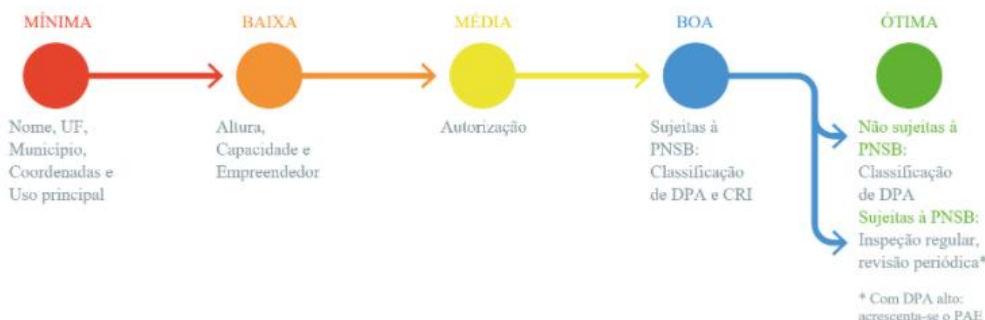 MÍNIMA
Nome, UF,
Município,
Coordenadas e
Uso principal
BAIXA
Altura,
Capacidade e
Empreendedor
MÉDIA
Autorização
BOA
Sujeitas à
PNSB:
Classificação
de DPA e CRI
ÓTIMA
Não sujeitas à
PNSB:
Classificação
de DPA
Sujeitas à PNSB:
Inspeção regular,
revisão periódica*
* Com DPA alto:
acrescenta-se o PAE